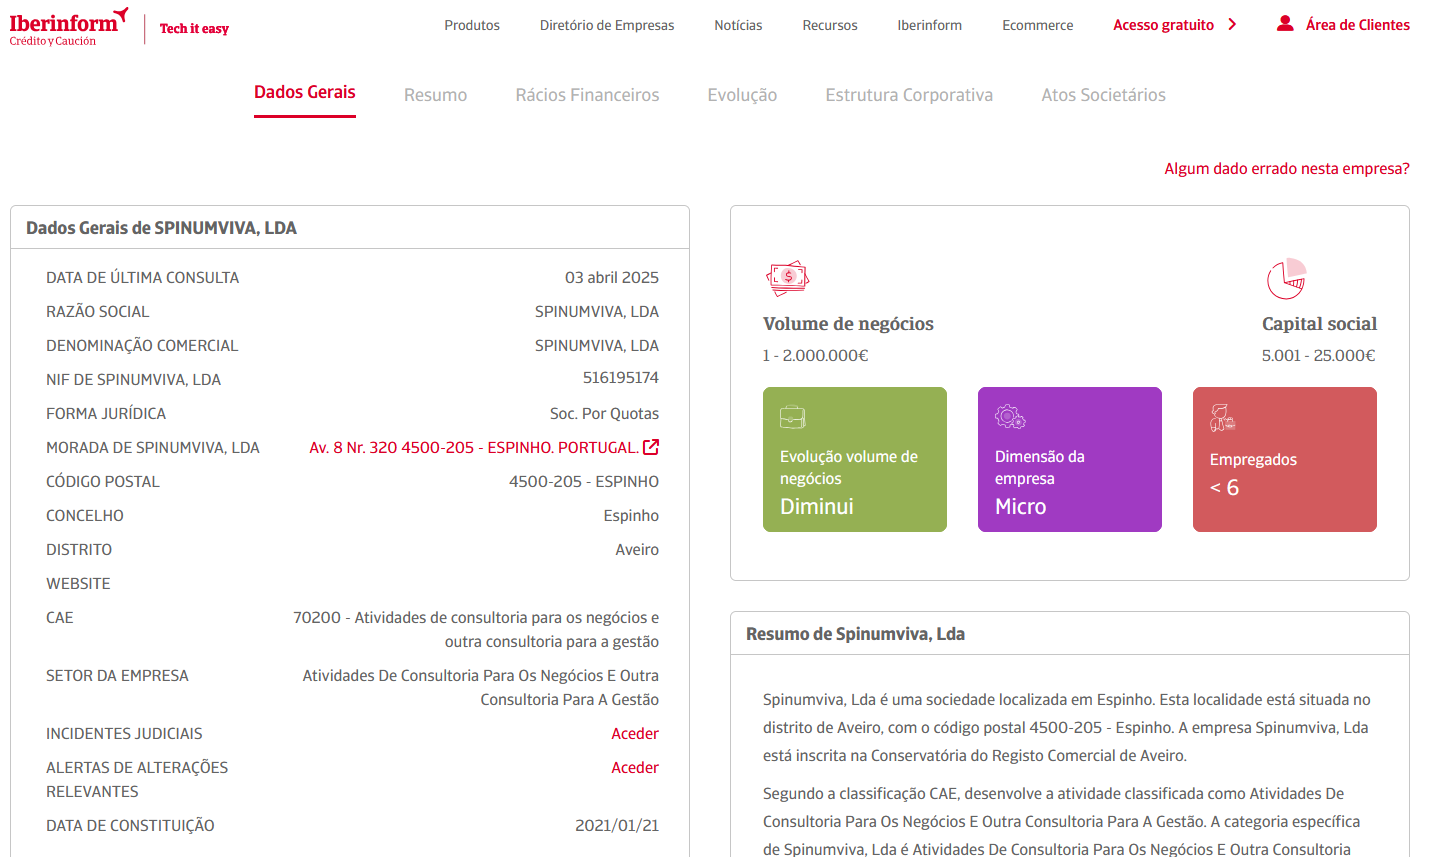 Iberinform
Crédito y Caución
Tech it easy
Produtos
Diretório de Empresas
Notícias
Recursos
Iberinform
Ecommerce
Acesso gratuito
Área de Clientes
Dados Gerais
Resumo
Rácios Financeiros
Evolução
Estrutura Corporativa
Atos Societários
Algum dado errado nesta empresa?
Dados Gerais de SPINUMVIVA, LDA
DATA DE ÚLTIMA CONSULTA 03 abril 2025
RAZÃO SOCIAL SPINUMVIVA, LDA
DENOMINAÇÃO COMERCIAL SPINUMVIVA, LDA
NIF DE SPINUMVIVA, LDA 516195174
FORMA JURÍDICA Soc. Por Quotas
MORADA DE SPINUMVIVA, LDA Av. 8 Nr. 320 4500-205 - ESPINHO. PORTUGAL.
CÓDIGO POSTAL 4500-205 - ESPINHO
CONCELHO Espinho
DISTRITO Aveiro
WEBSITE
CAE 70200 - Atividades de consultoria para os negócios e
outra consultoria para a gestão
SETOR DA EMPRESA Atividades De Consultoria Para Os Negócios E Outra
Consultoria Para A Gestão
INCIDENTES JUDICIAIS Aceder
ALERTAS DE ALTERAÇÕES Aceder
RELEVANTES
DATA DE CONSTITUIÇÃO 2021/01/21
Volume de negócios
1 - 2.000.000€
Capital social
5.001 - 25.000€
Evolução volume de
negócios
Diminui
Dimensão da
empresa
Micro
Empregados
< 6
Resumo de Spinumviva, Lda
Spinumviva, Lda é uma sociedade localizada em Espinho. Esta localidade está situada no
distrito de Aveiro, com o código postal 4500-205 - Espinho. A empresa Spinumviva, Lda
está inscrita na Conservatória do Registo Comercial de Aveiro.
Segundo a classificação CAE, desenvolve a atividade classificada como Atividades De
Consultoria Para Os Negócios E Outra Consultoria Para A Gestão. A categoria específica
de Spinumviva, Lda é Atividades De Consultoria Para Os Negócios E Outra Consultoria